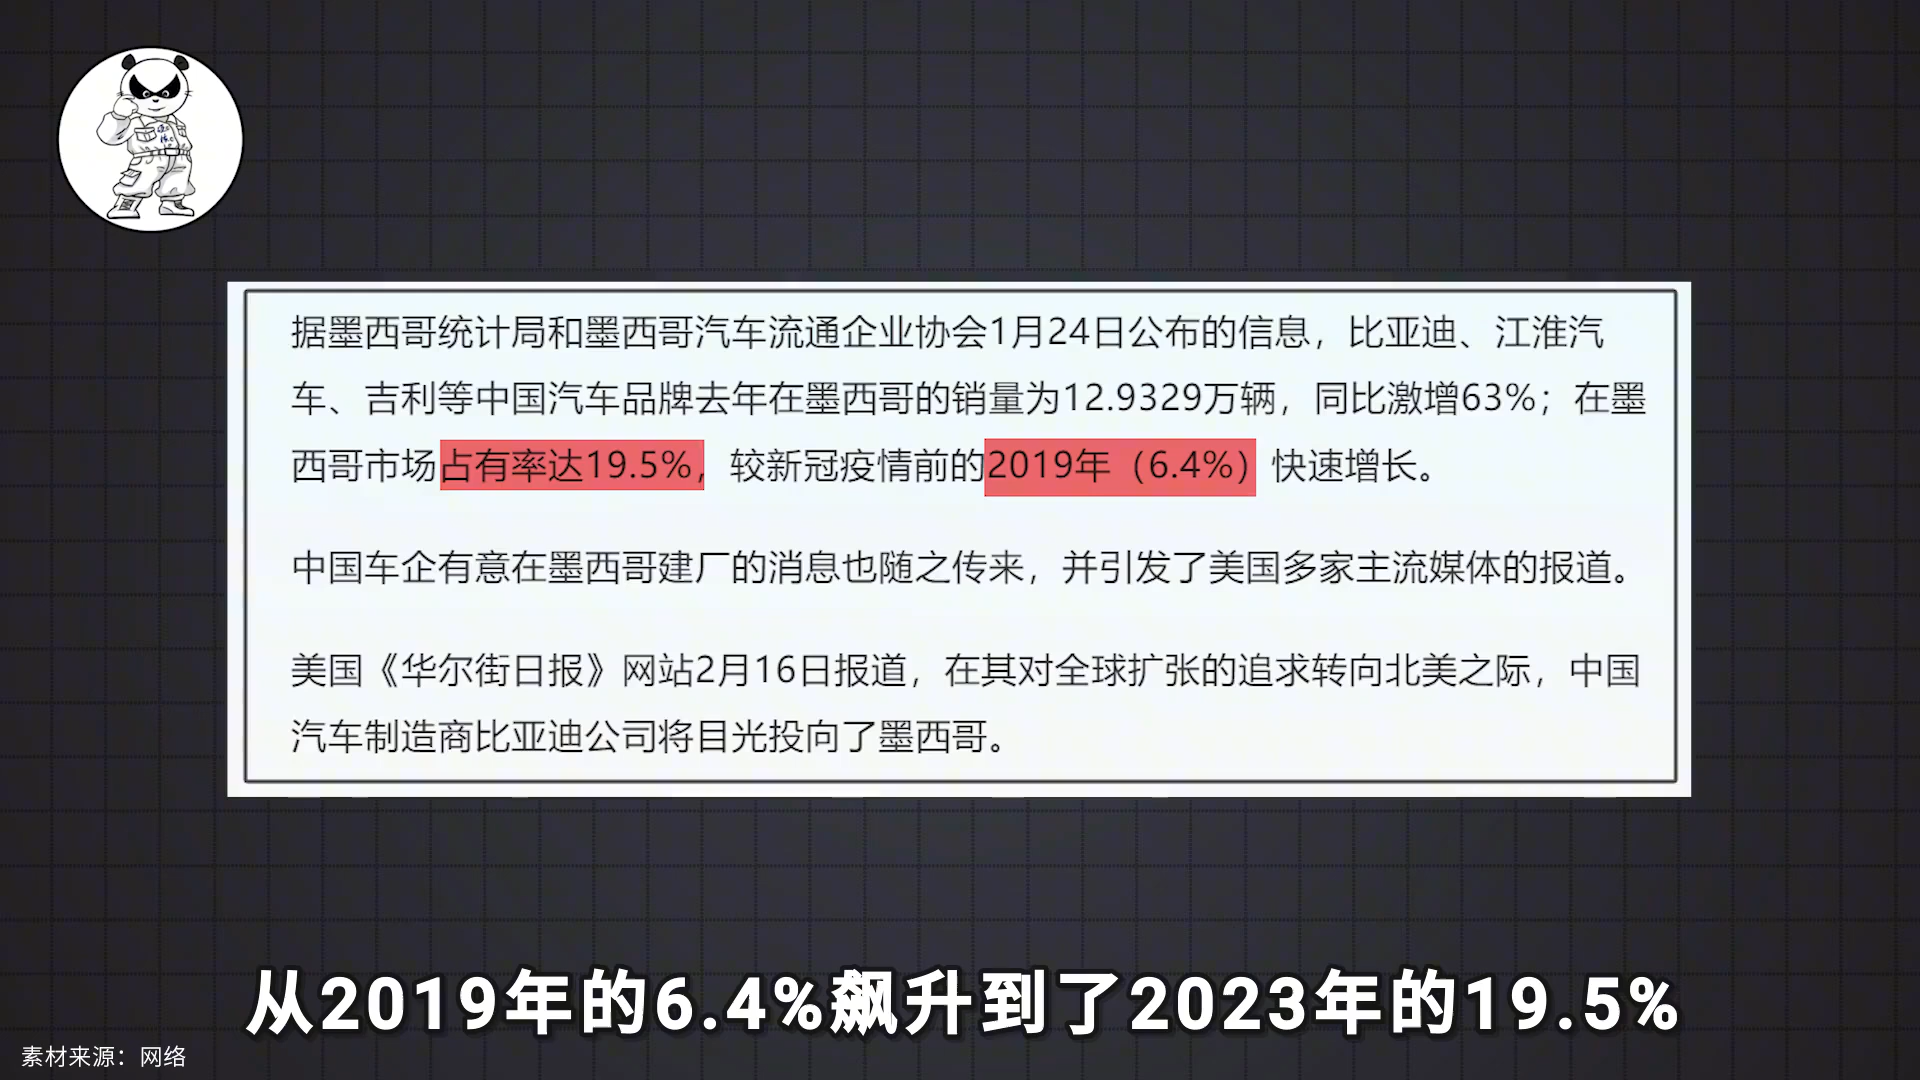 据墨西哥统计局和墨西哥汽车流通企业协会1月24日公布的信息，比亚迪、江淮汽
车、吉利等中国汽车品牌去年在墨西哥的销量为12.9329万辆，同比激增63%；在墨
西哥市场占有率达19.5%，较新冠疫情前的2019年（6.4%）快速增长。
中国车企有意在墨西哥建厂的消息也随之传来，并引发了美国多家主流媒体的报道。
美国《华尔街日报》网站2月16日报道，在其对全球扩张的追求转向北美之际，中国
汽车制造商比亚迪公司将目光投向了墨西哥。
从2019年的6.4%飙升到了2023年的19.5%
素材来源：网络